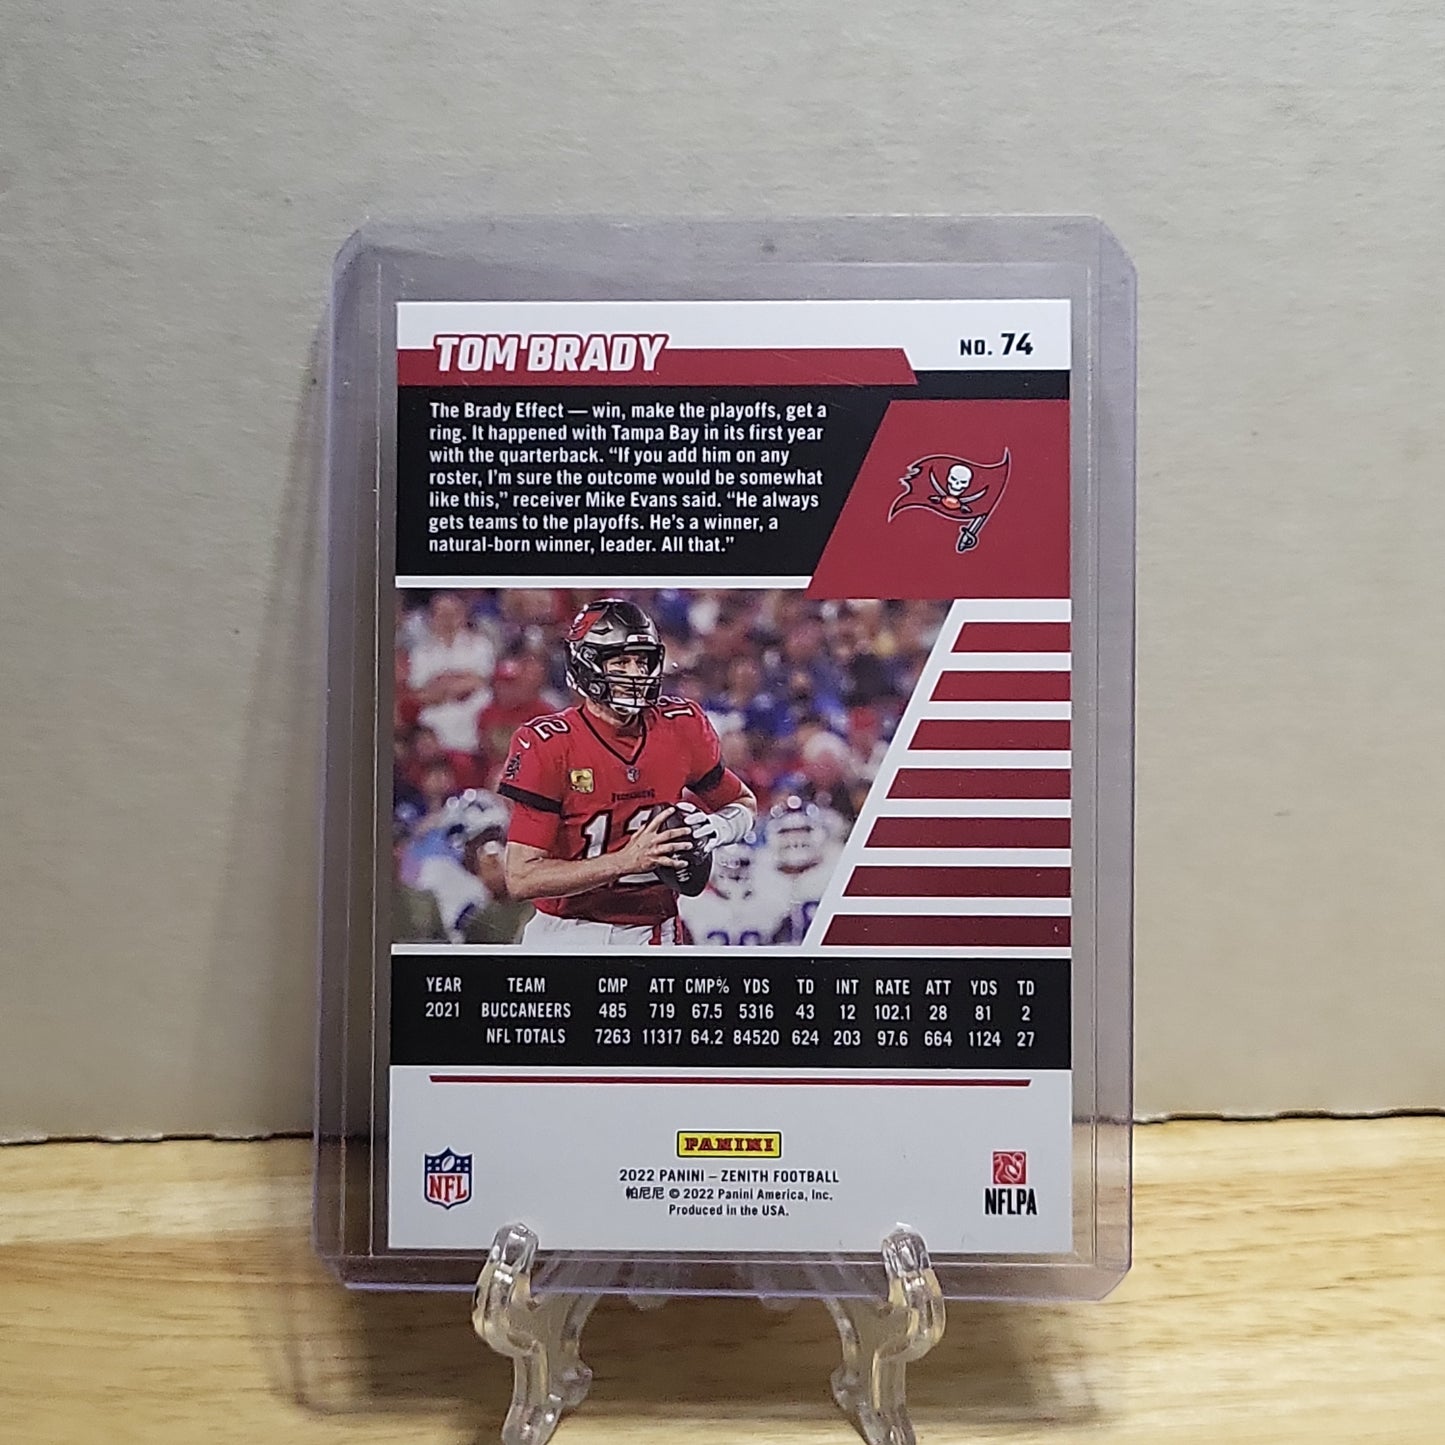 TOM BRADY
NO. 74
The Brady Effect — win, make the playoffs, get a
ring. It happened with Tampa Bay in its first year
with the quarterback. “If you add him on any
roster, I’m sure the outcome would be somewhat
like this,” receiver Mike Evans said. “He always
gets teams to the playoffs. He’s a winner, a
natural-born winner, leader. All that.”
12
12
BUCCANEERS
12
YEAR TEAM CMP ATT CMP% YDS TD INT RATE ATT YDS TD
2021 BUCCANEERS 485 719 67.5 5316 43 12 102.1 28 81 2
NFL TOTALS 7263 11317 64.2 84520 624 203 97.6 664 1124 27
PANINI
2022 PANINI – ZENITH FOOTBALL
帕尼尼 © 2022 Panini America, Inc.
Produced in the USA.
NFL
NFLPA